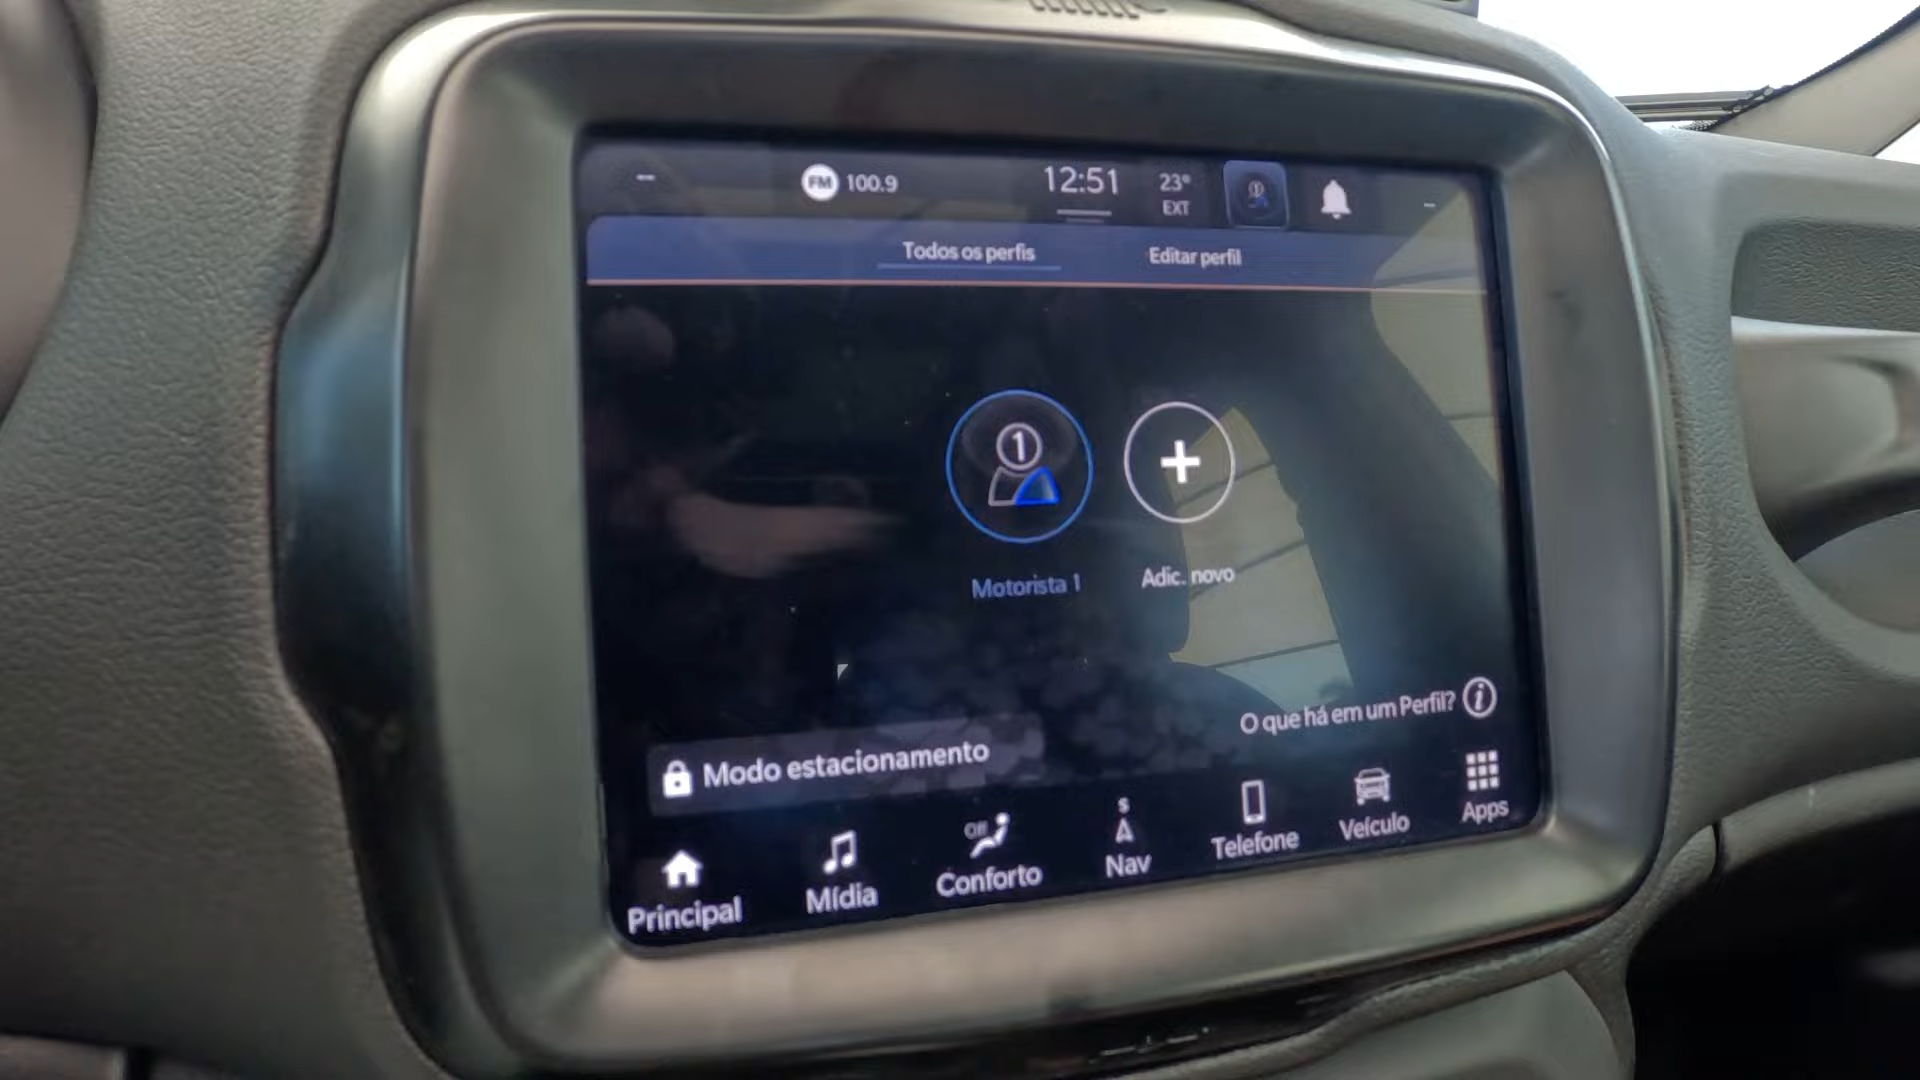 -- FM 100.9 12:51 23° EXT --
Todos os perfis Editar perfil
1
Motorista 1 Adic. novo
O que há em um Perfil? i
Modo estacionamento
Off S
Principal Mídia Conforto Nav Telefone Veículo Apps